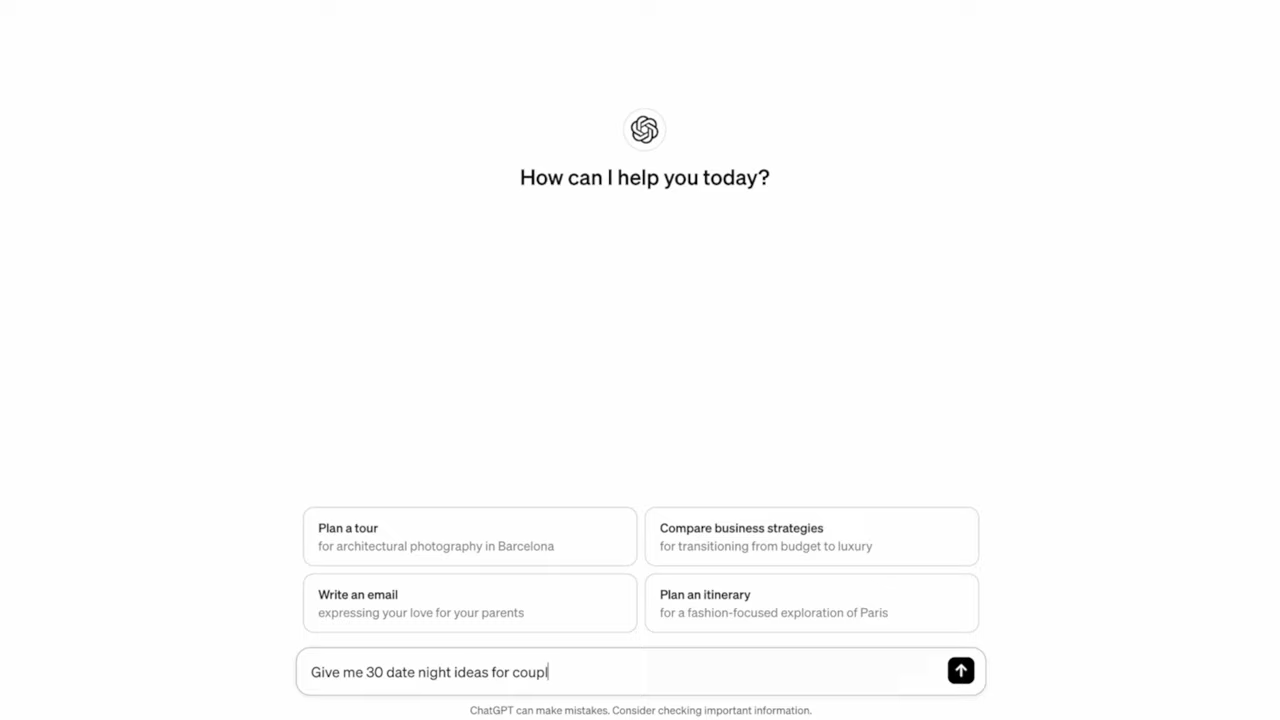 How can I help you today?
Plan a tour
for architectural photography in Barcelona
Compare business strategies
for transitioning from budget to luxury
Write an email
expressing your love for your parents
Plan an itinerary
for a fashion-focused exploration of Paris
Give me 30 date night ideas for coupl
ChatGPT can make mistakes. Consider checking important information.